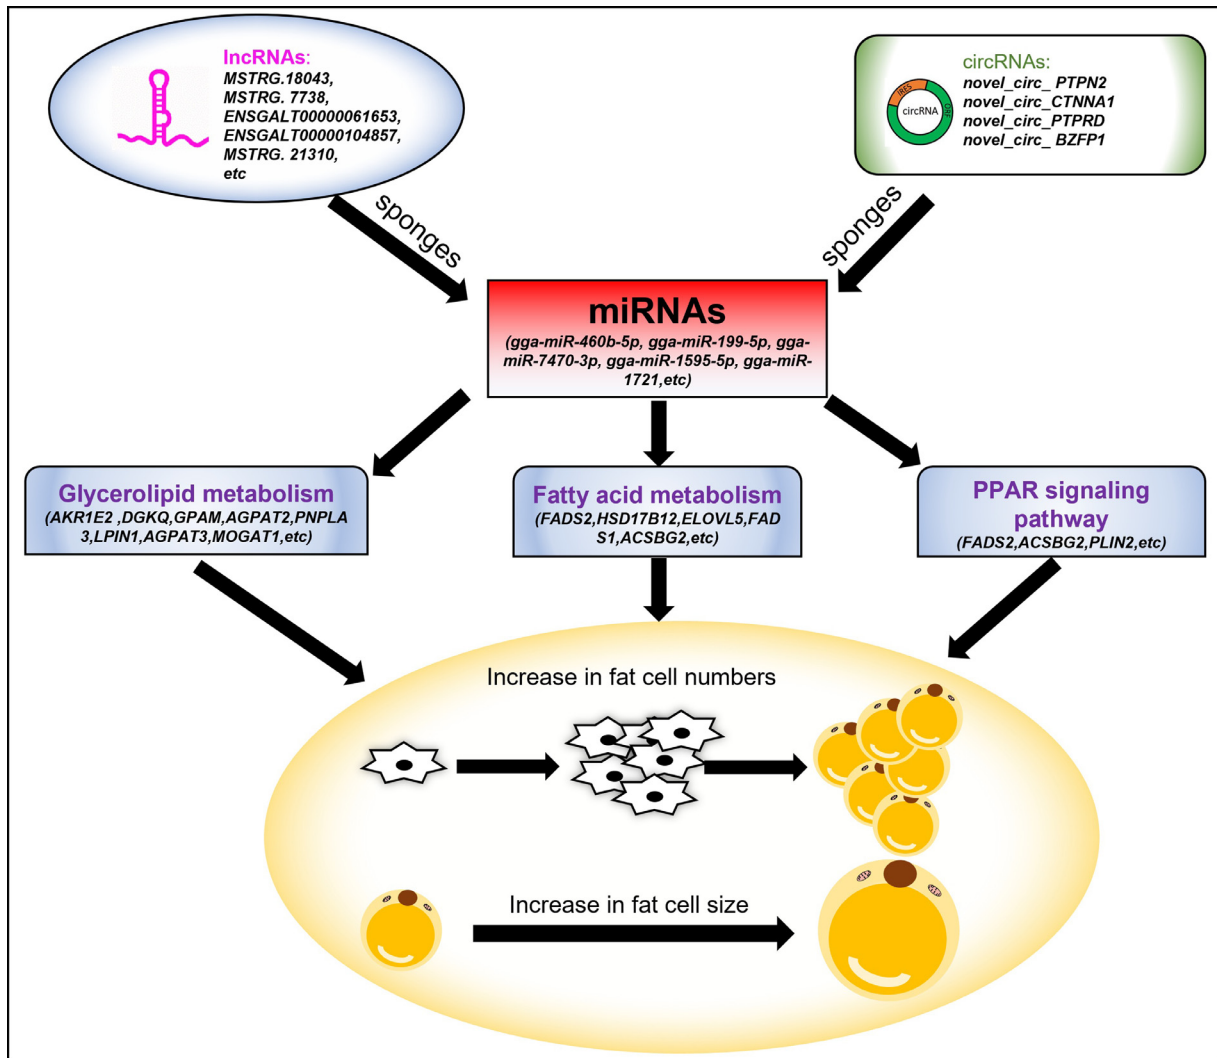 lncRNAs:
MSTRG.18043,
MSTRG. 7738,
ENSGALT00000061653,
ENSGALT00000104857,
MSTRG. 21310,
etc
circRNAs:
novel_circ_ PTPN2
novel_circ_CTNNA1
novel_circ_PTPRD
novel_circ_ BZFP1
IRES
circRNA
ORF
sponges
sponges
miRNAs
(gga-miR-460b-5p, gga-miR-199-5p, gga-
miR-7470-3p, gga-miR-1595-5p, gga-miR-
1721,etc)
Glycerolipid metabolism
(AKR1E2 ,DGKQ,GPAM,AGPAT2,PNPLA
3,LPIN1,AGPAT3,MOGAT1,etc)
Fatty acid metabolism
(FADS2,HSD17B12,ELOVL5,FAD
S1,ACSBG2,etc)
PPAR signaling
pathway
(FADS2,ACSBG2,PLIN2,etc)
Increase in fat cell numbers
Increase in fat cell size